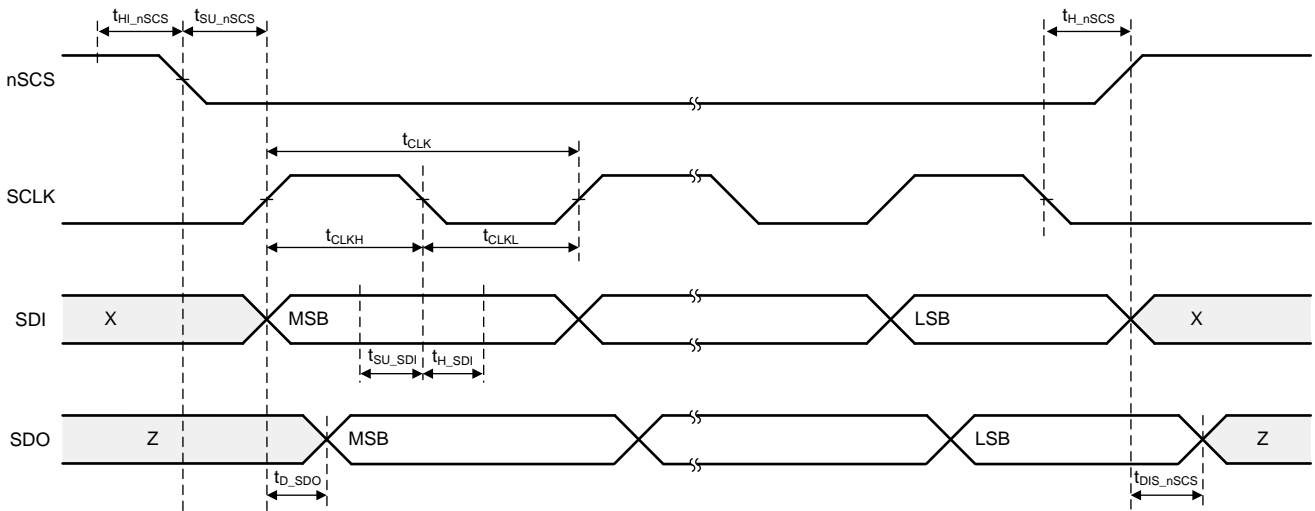 tHI_nSCS
tSU_nSCS
tH_nSCS
nSCS
tCLK
SCLK
tCLKH
tCLKL
SDI
X
MSB
LSB
X
tSU_SDI
tH_SDI
SDO
Z
MSB
LSB
Z
tD_SDO
tDIS_nSCS